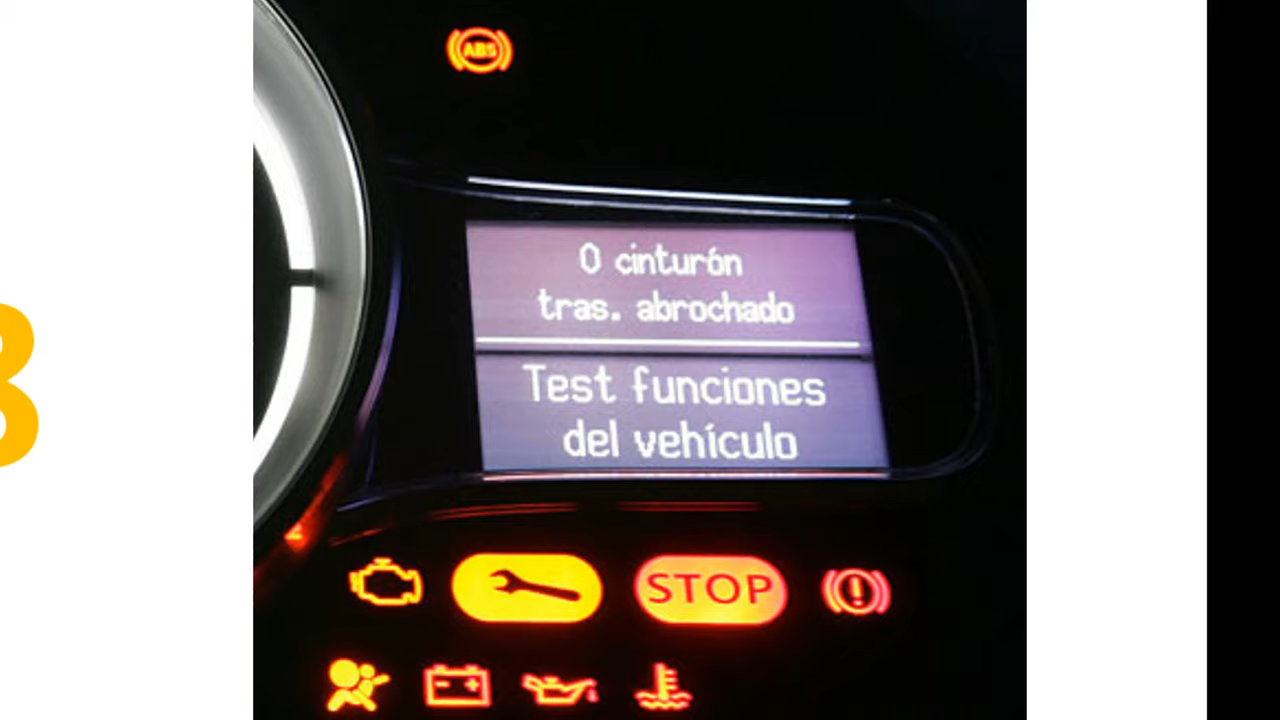 ABS
0 cinturón
tras. abrochado
Test funciones
del vehículo
STOP